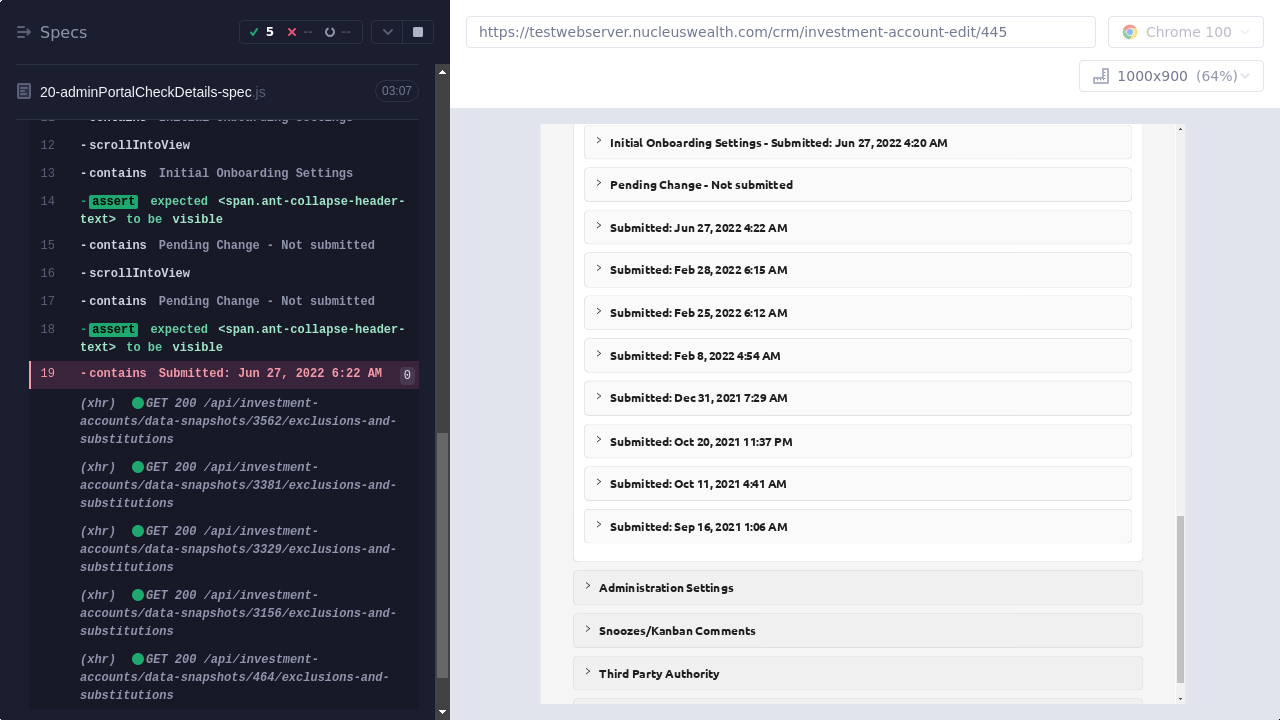 Specs
5
--
--
20-adminPortalCheckDetails-spec.js
03:07
11 -contains Initial Onboarding Settings
12 -scrollIntoView
13 -contains Initial Onboarding Settings
14 -assert expected <span.ant-collapse-header-
text> to be visible
15 -contains Pending Change - Not submitted
16 -scrollIntoView
17 -contains Pending Change - Not submitted
18 -assert expected <span.ant-collapse-header-
text> to be visible
19 -contains Submitted: Jun 27, 2022 6:22 AM 0
(xhr) GET 200 /api/investment-
accounts/data-snapshots/3562/exclusions-and-
substitutions
(xhr) GET 200 /api/investment-
accounts/data-snapshots/3381/exclusions-and-
substitutions
(xhr) GET 200 /api/investment-
accounts/data-snapshots/3329/exclusions-and-
substitutions
(xhr) GET 200 /api/investment-
accounts/data-snapshots/3156/exclusions-and-
substitutions
(xhr) GET 200 /api/investment-
accounts/data-snapshots/464/exclusions-and-
substitutions
https://testwebserver.nucleuswealth.com/crm/investment-account-edit/445
Chrome 100
1000x900 (64%)
Initial Onboarding Settings - Submitted: Jun 27, 2022 4:20 AM
Pending Change - Not submitted
Submitted: Jun 27, 2022 4:22 AM
Submitted: Feb 28, 2022 6:15 AM
Submitted: Feb 25, 2022 6:12 AM
Submitted: Feb 8, 2022 4:54 AM
Submitted: Dec 31, 2021 7:29 AM
Submitted: Oct 20, 2021 11:37 PM
Submitted: Oct 11, 2021 4:41 AM
Submitted: Sep 16, 2021 1:06 AM
Administration Settings
Snoozes/Kanban Comments
Third Party Authority